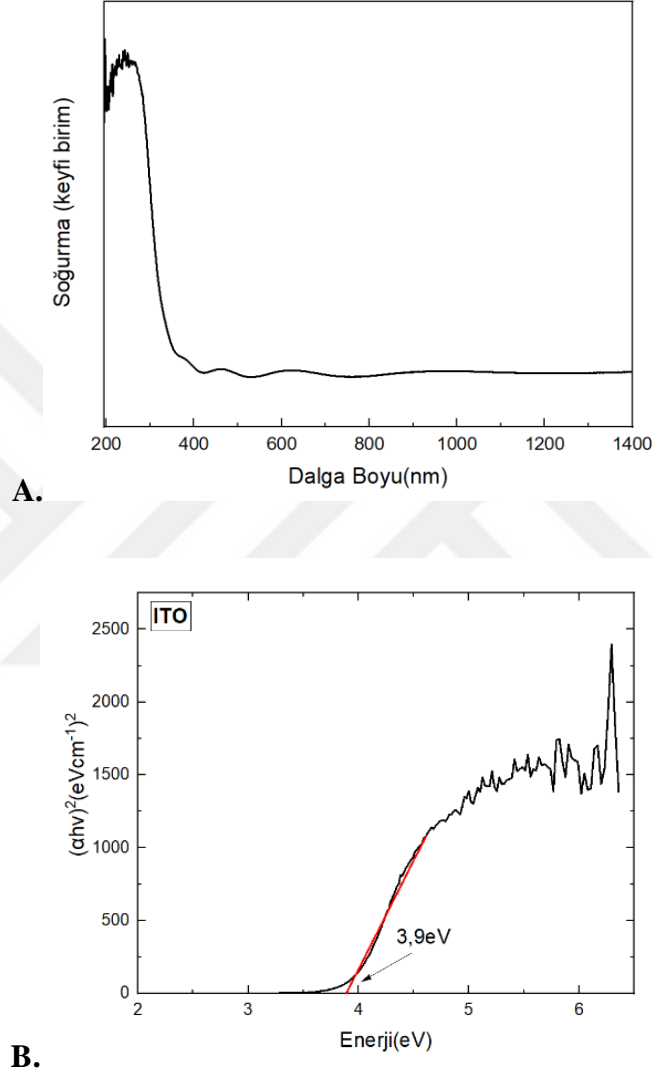 Soğurma (keyfi birim)
200 400 600 800 1000 1200 1400
Dalga Boyu(nm)
A.
ITO
2500
2000
1500
1000
500
0
(αhv)²(eVcm⁻¹)²
3,9eV
2 3 4 5 6
Enerji(eV)
B.